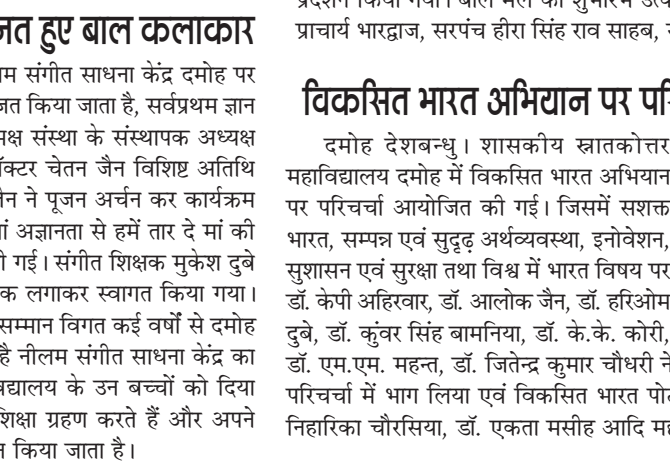 हुए बाल कलाकार
संगीत साधना केंद्र दमोह पर
किया जाता है, सर्वप्रथम ज्ञान
संस्था के संस्थापक अध्यक्ष
चेतन जैन विशिष्ट अतिथि
ने पूजन अर्चन कर कार्यक्रम
अज्ञानता से हमें तार दे मां की
गई। संगीत शिक्षक मुकेश दुबे
लगाकर स्वागत किया गया।
सम्मान विगत कई वर्षों से दमोह
है नीलम संगीत साधना केंद्र का
के उन बच्चों को दिया
शिक्षा ग्रहण करते हैं और अपने
किया जाता है।
प्राचार्य भारद्वाज, सरपंच हीरा सिंह राव साहब,
विकसित भारत अभियान पर
दमोह देशबन्धु। शासकीय स्नातकोत्तर
महाविद्यालय दमोह में विकसित भारत अभियान
पर परिचर्चा आयोजित की गई। जिसमें सशक्त
भारत, सम्पन्न एवं सुदृढ़ अर्थव्यवस्था, इनोवेशन,
सुशासन एवं सुरक्षा तथा विश्व में भारत विषय पर
डॉ. केपी अहिरवार, डॉ. आलोक जैन, डॉ. हरिओम
दुबे, डॉ. कुंवर सिंह बामनिया, डॉ. के.के. कोरी,
डॉ. एम.एम. महन्त, डॉ. जितेन्द्र कुमार चौधरी ने
परिचर्चा में भाग लिया एवं विकसित भारत
निहारिका चौरसिया, डॉ. एकता मसीह आदि